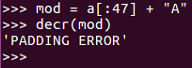 >>> mod = a[:47] + "A"
>>> decr(mod)
'PADDING ERROR'
>>>